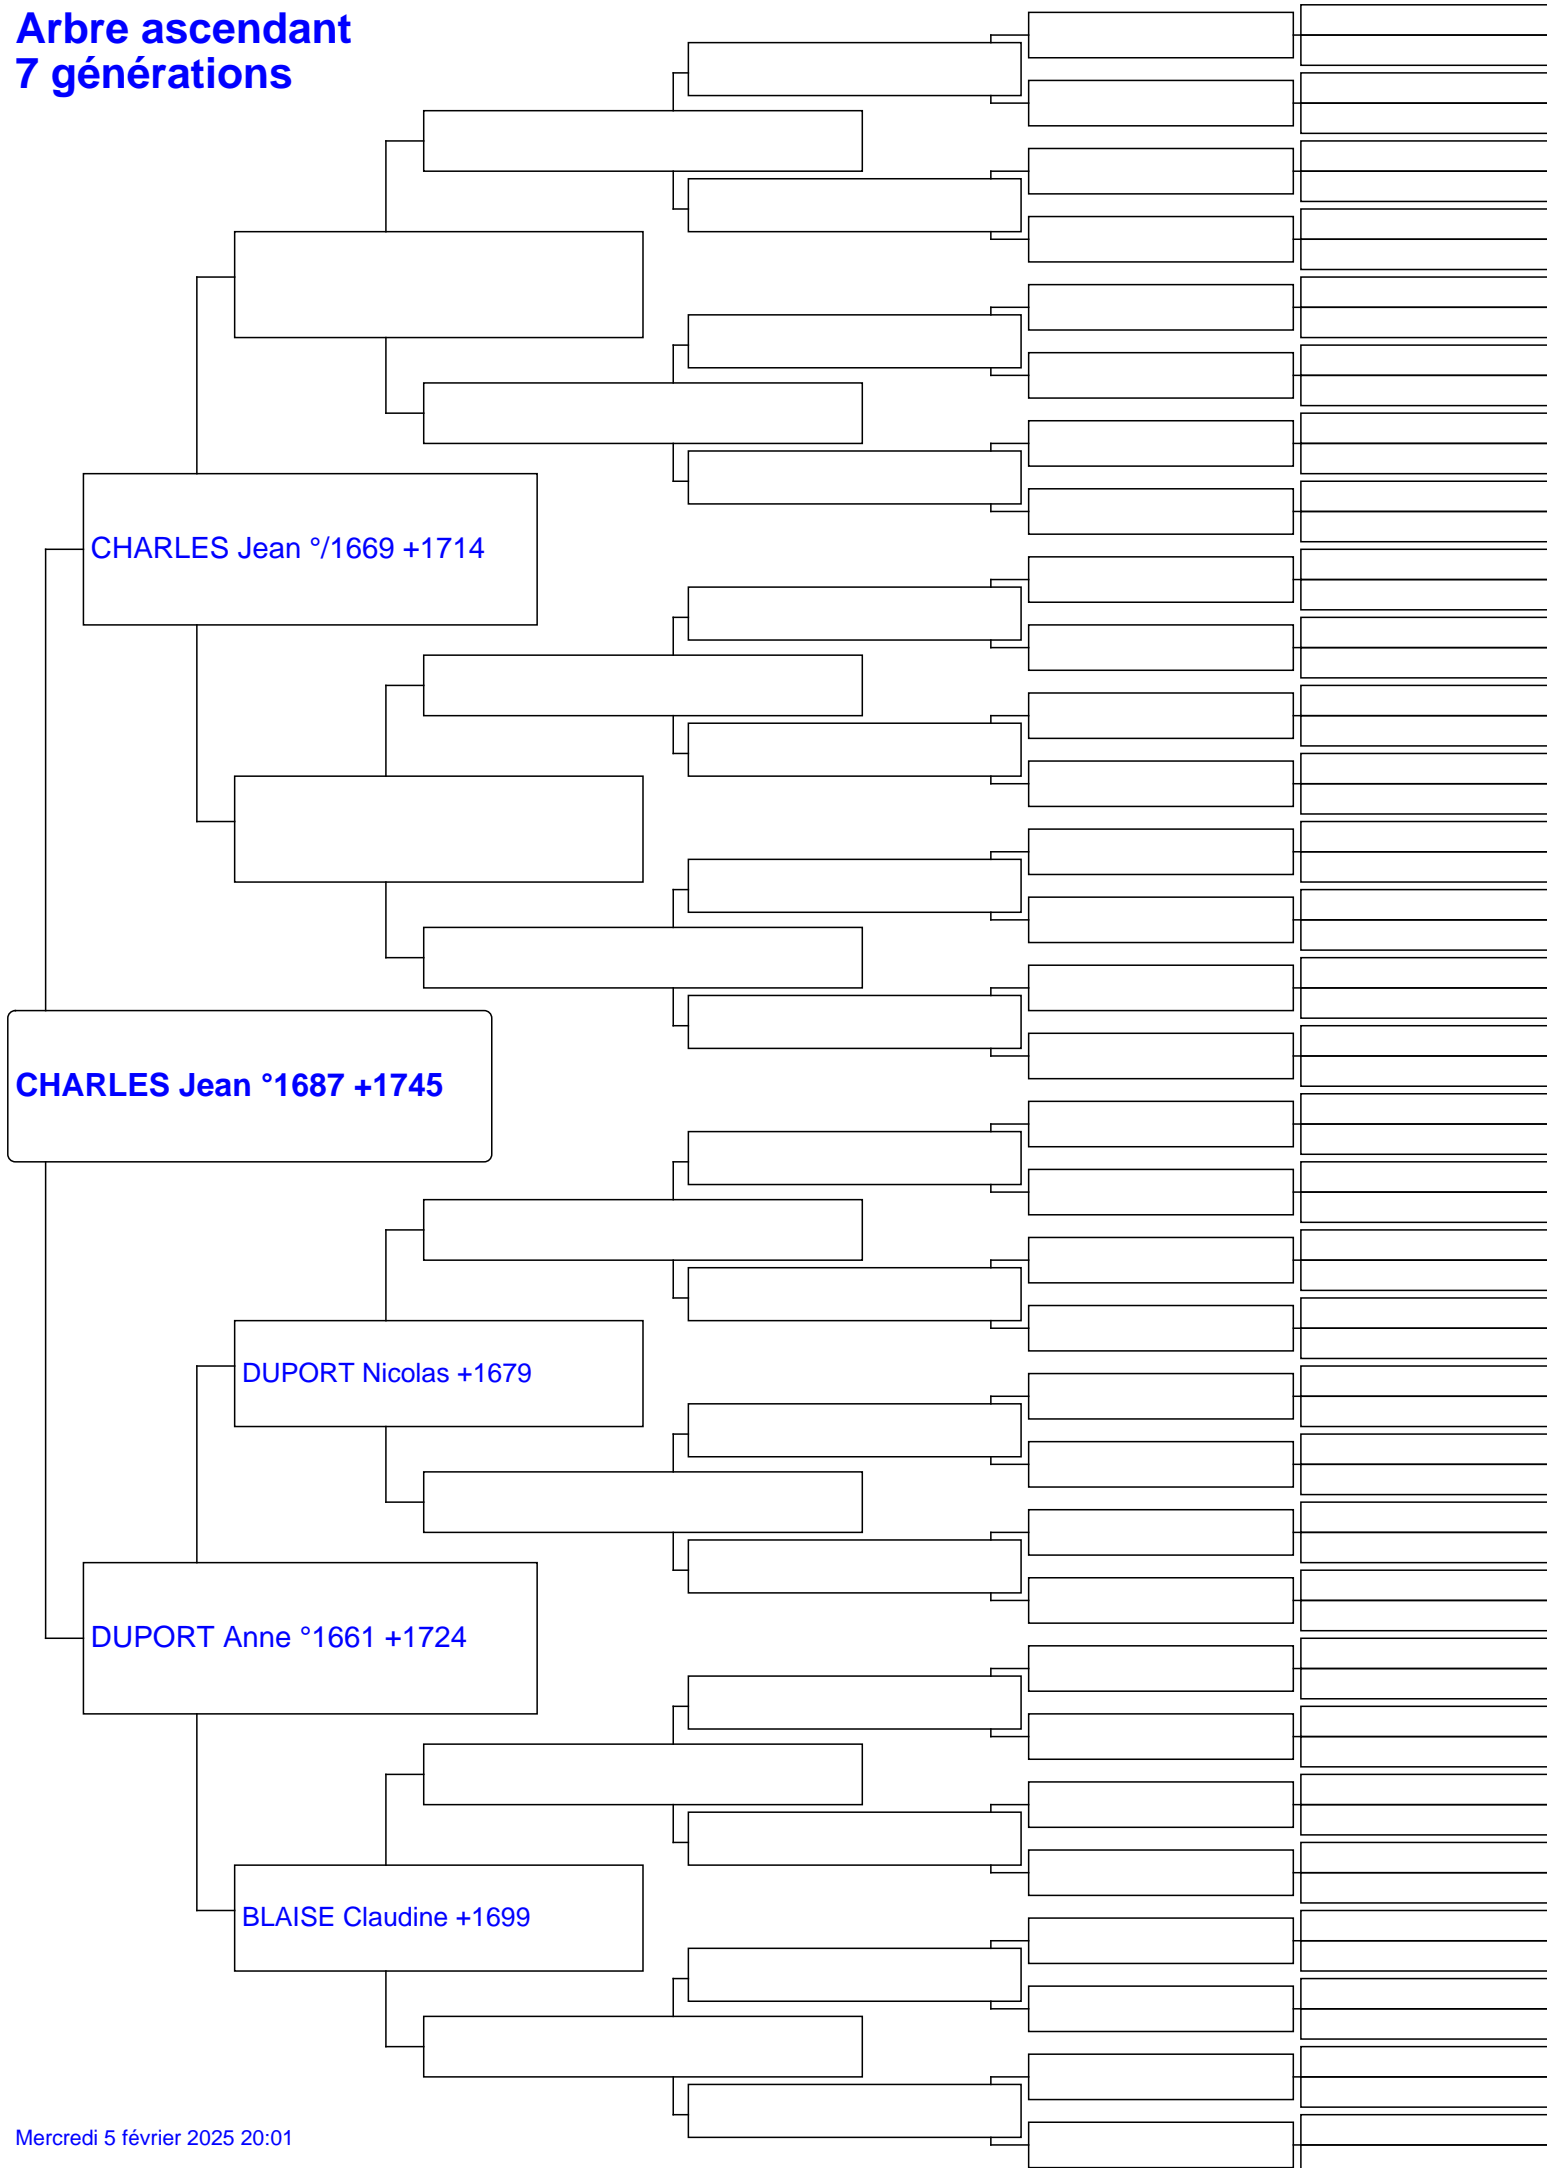 Arbre ascendant
7 générations
CHARLES Jean °/1669 +1714
CHARLES Jean °1687 +1745
DUPORT Nicolas +1679
DUPORT Anne °1661 +1724
BLAISE Claudine +1699
Mercredi 5 février 2025 20:01